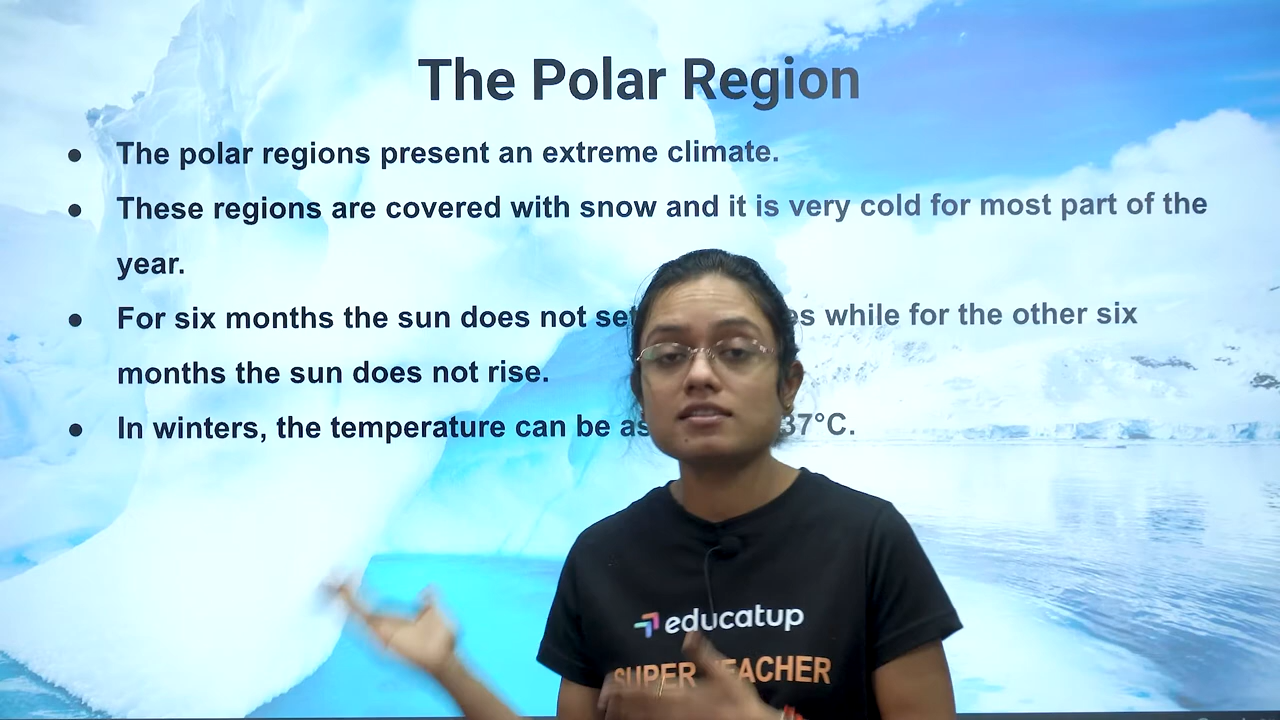 The Polar Region
● The polar regions present an extreme climate.
● These regions are covered with snow and it is very cold for most part of the
year.
● For six months the sun does not set while for the other six
months the sun does not rise.
● In winters, the temperature can be as 37°C.
educatup
SUPER TEACHER